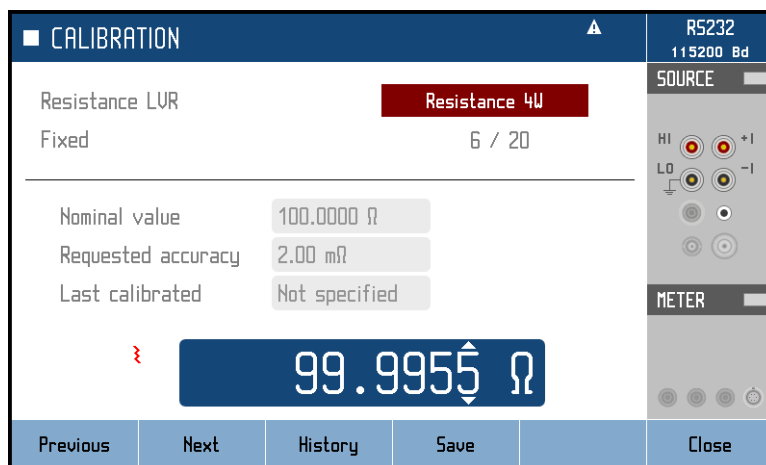 CALIBRATION
RS232
115200 Bd
Resistance LVR
Resistance 4W
Fixed
6 / 20
Nominal value
100.0000 Ω
Requested accuracy
2.00 mΩ
Last calibrated
Not specified
99.9955 Ω
SOURCE
HI
+I
LO
-I
METER
Previous
Next
History
Save
Close